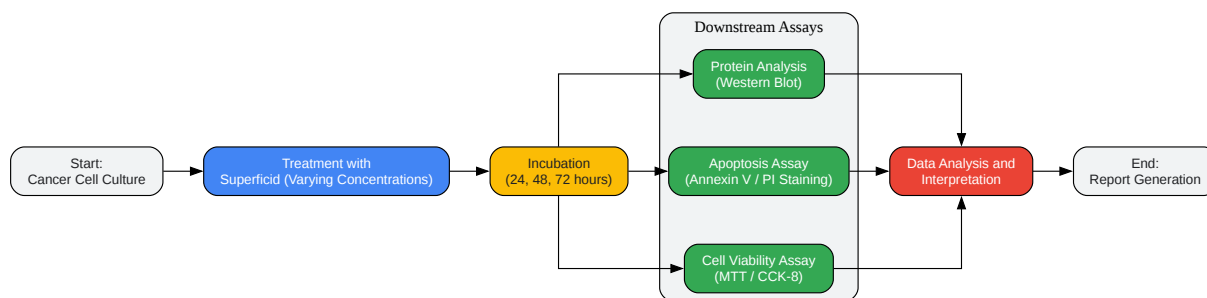 Downstream Assays
Protein Analysis
(Western Blot)
Start:
Cancer Cell Culture
Treatment with
Superficid (Varying Concentrations)
Incubation
(24, 48, 72 hours)
Apoptosis Assay
(Annexin V / PI Staining)
Data Analysis and
Interpretation
End:
Report Generation
Cell Viability Assay
(MTT / CCK-8)